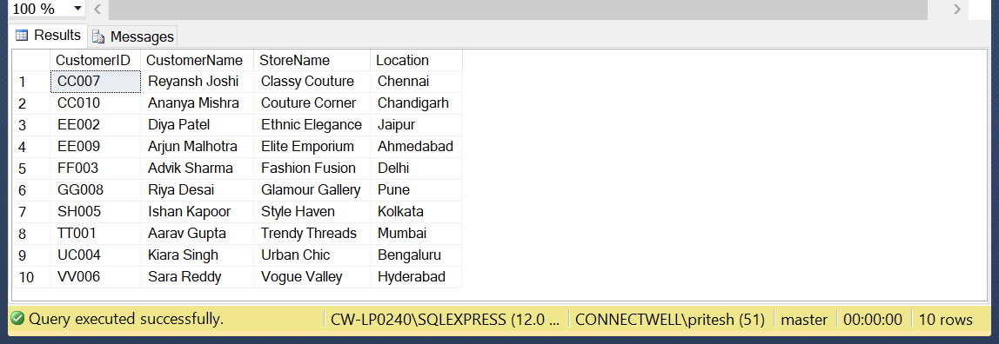 100 %
Results Messages
CustomerID CustomerName StoreName Location
1 CC007 Reyansh Joshi Classy Couture Chennai
2 CC010 Ananya Mishra Couture Corner Chandigarh
3 EE002 Diya Patel Ethnic Elegance Jaipur
4 EE009 Arjun Malhotra Elite Emporium Ahmedabad
5 FF003 Advik Sharma Fashion Fusion Delhi
6 GG008 Riya Desai Glamour Gallery Pune
7 SH005 Ishan Kapoor Style Haven Kolkata
8 TT001 Aarav Gupta Trendy Threads Mumbai
9 UC004 Kiara Singh Urban Chic Bengaluru
10 VV006 Sara Reddy Vogue Valley Hyderabad
Query executed successfully. CW-LP0240\SQLEXPRESS (12.0 ... CONNECTWELL\pritesh (51) master 00:00:00 10 rows